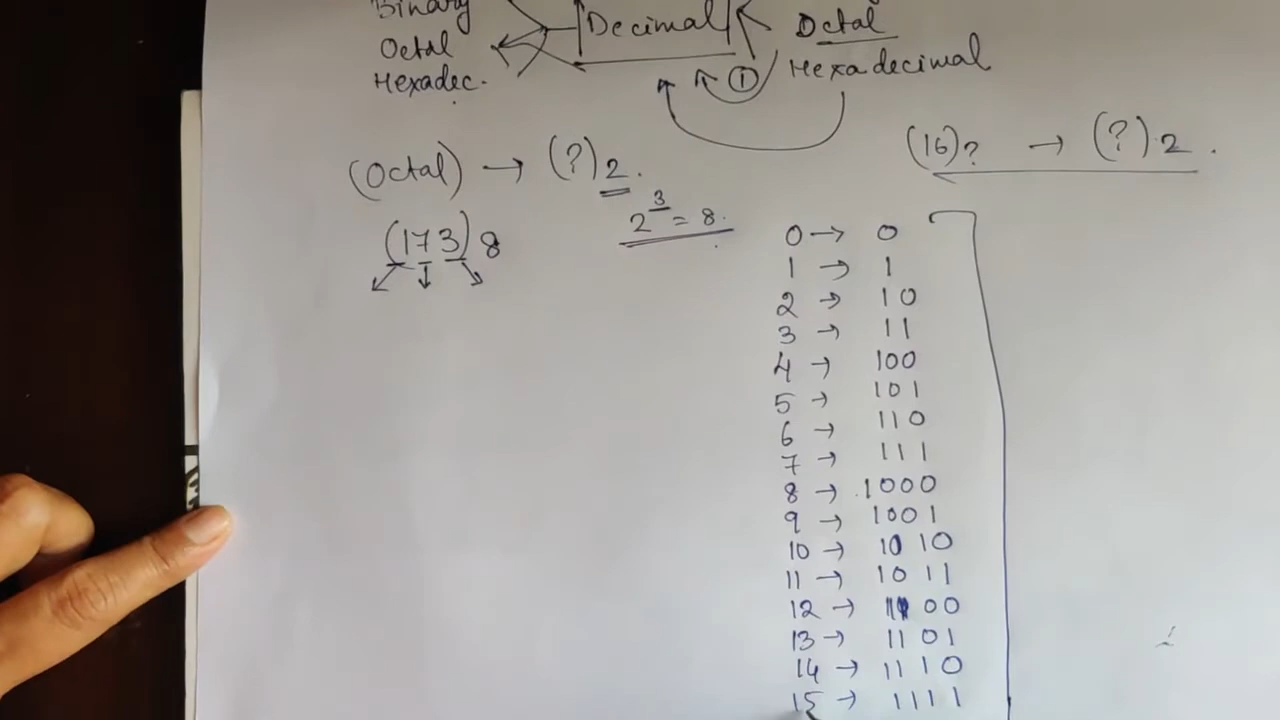 Binary
Octal
Hexadec.
Decimal
Octal
Hexadecimal
①
(Octal) → (?)2.
(16)? → (?)2.
2^3 = 8.
(173)8
0 → 0
1 → 1
2 → 10
3 → 11
4 → 100
5 → 101
6 → 110
7 → 111
8 → 1000
9 → 1001
10 → 1010
11 → 1011
12 → 1100
13 → 1101
14 → 1110
15 → 1111